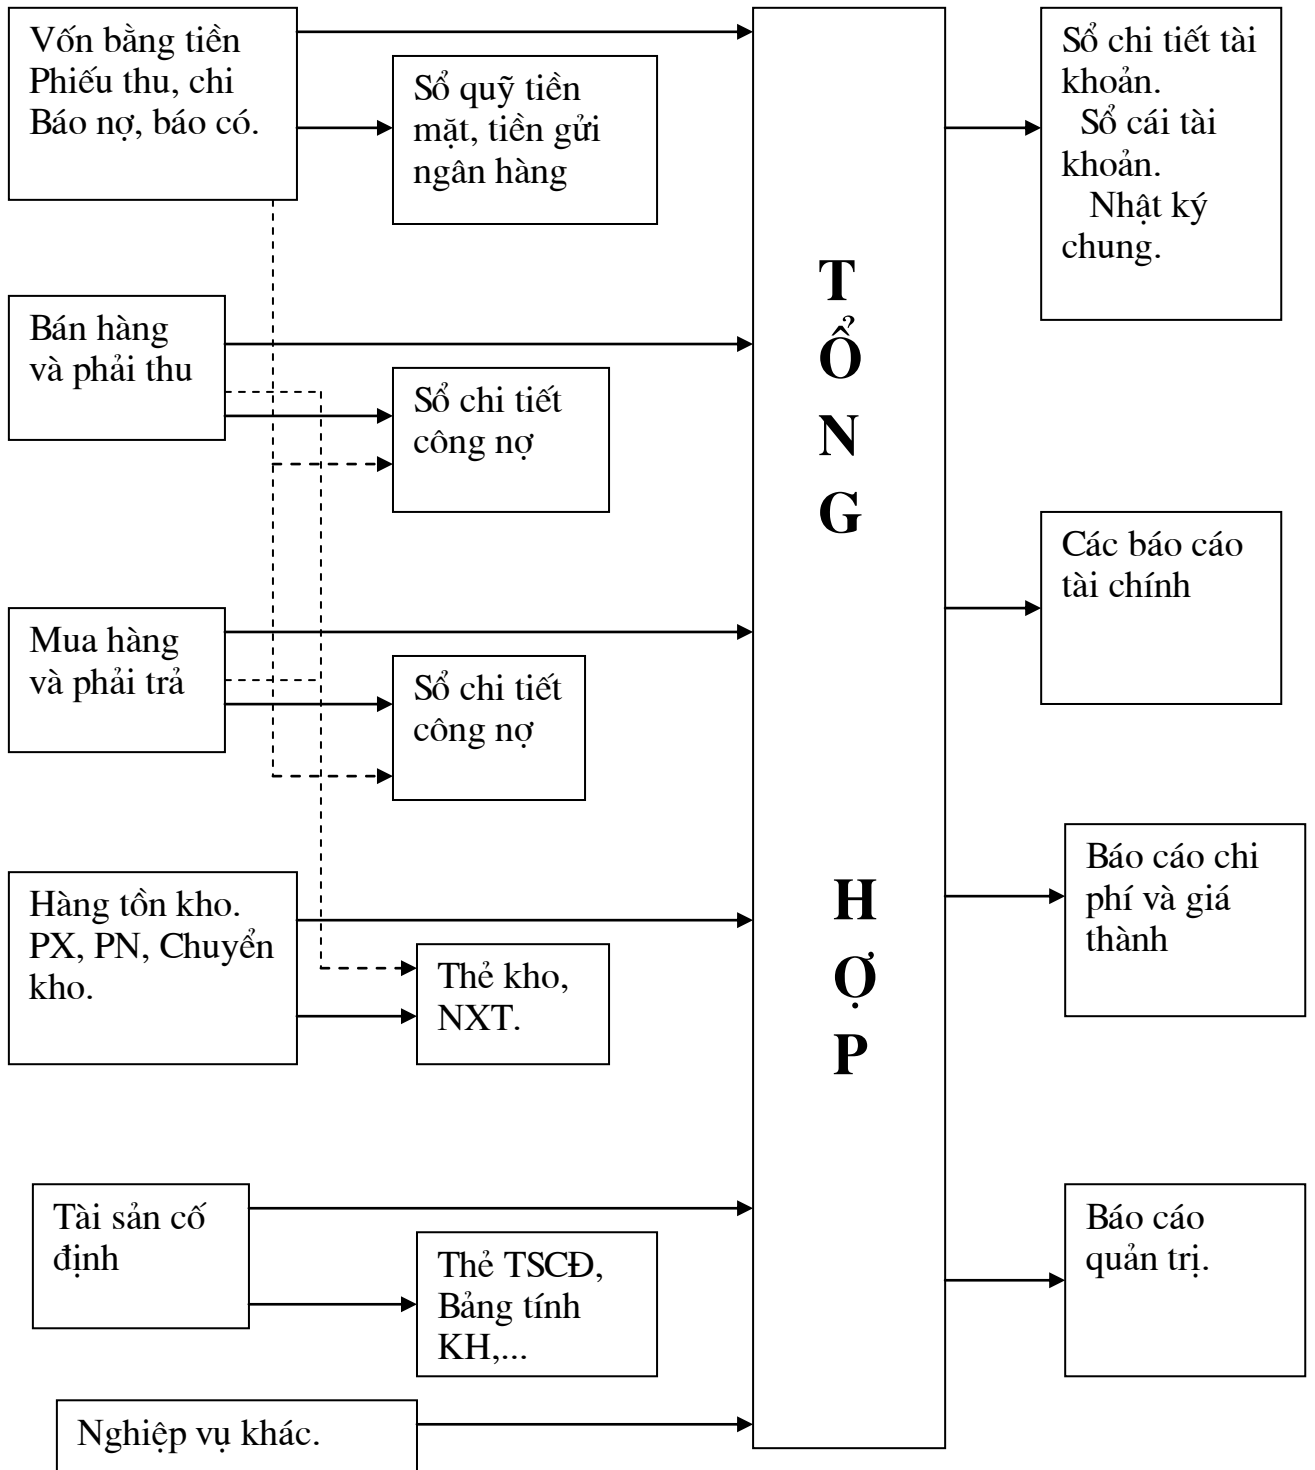 Vốn bằng tiền
Phiếu thu, chi
Báo nợ, báo có.
Sổ quỹ tiền
mặt, tiền gửi
ngân hàng
Bán hàng
và phải thu
Sổ chi tiết
công nợ
Mua hàng
và phải trả
Sổ chi tiết
công nợ
Hàng tồn kho.
PX, PN, Chuyển
kho.
Thẻ kho,
NXT.
Tài sản cố
định
Thẻ TSCĐ,
Bảng tính
KH,...
Nghiệp vụ khác.
T
Ổ
N
G
H
Ợ
P
Sổ chi tiết tài
khoản.
Sổ cái tài
khoản.
Nhật ký
chung.
Các báo cáo
tài chính
Báo cáo chi
phí và giá
thành
Báo cáo
quản trị.